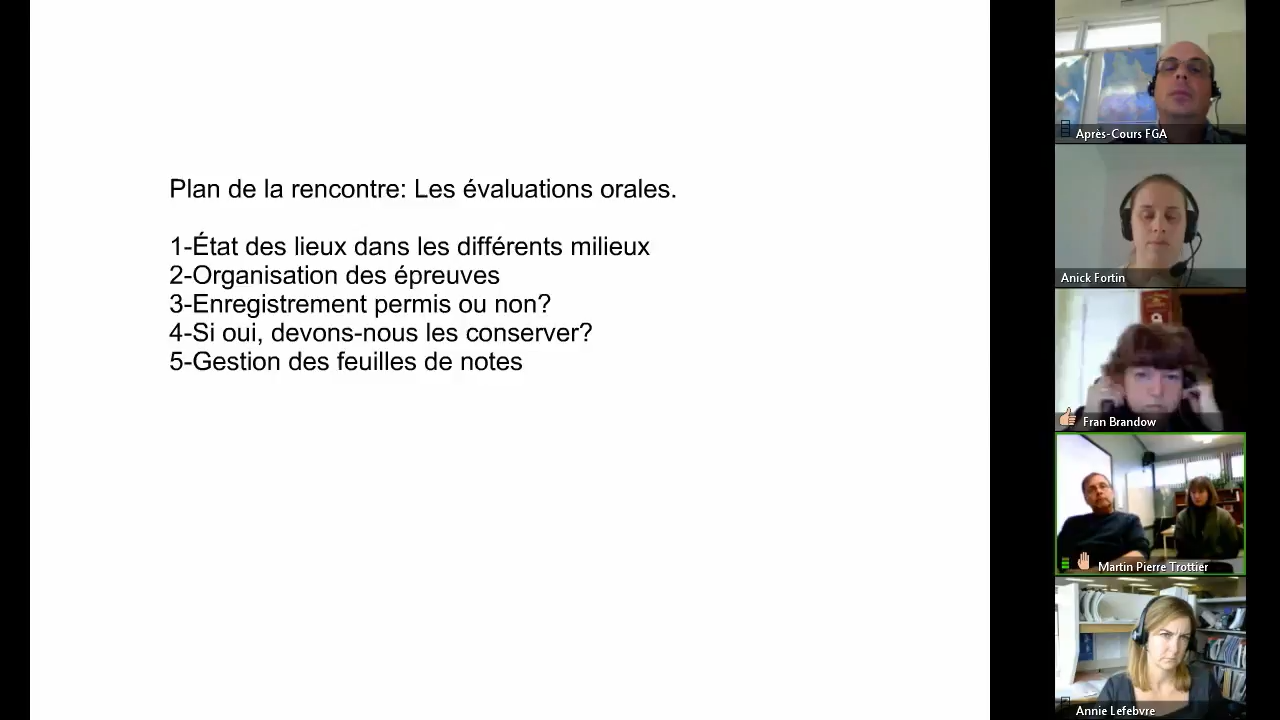 Plan de la rencontre: Les évaluations orales.
1-État des lieux dans les différents milieux
2-Organisation des épreuves
3-Enregistrement permis ou non?
4-Si oui, devons-nous les conserver?
5-Gestion des feuilles de notes
Après-Cours FGA
Anick Fortin
Fran Brandow
Martin Pierre Trottier
Annie Lefebvre